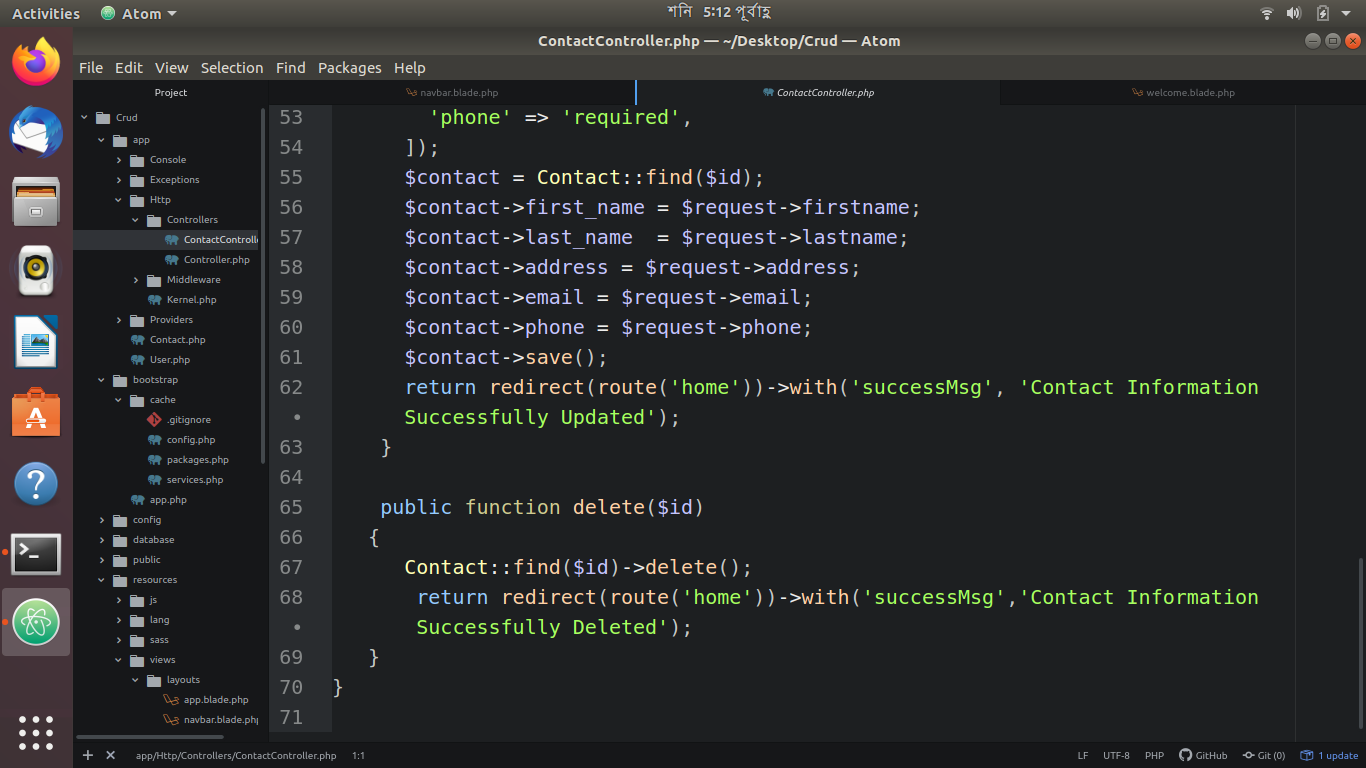 Activities
Atom
শনি 5:12 পূর্বাহ্ণ
ContactController.php — ~/Desktop/Crud — Atom
File Edit View Selection Find Packages Help
Project
navbar.blade.php
ContactController.php
welcome.blade.php
Crud
app
Console
Exceptions
Http
Controllers
ContactControlle
Controller.php
Middleware
Kernel.php
Providers
Contact.php
User.php
bootstrap
cache
.gitignore
config.php
packages.php
services.php
app.php
config
database
public
resources
js
lang
sass
views
layouts
app.blade.php
navbar.blade.php
53 'phone' => 'required',
54 ]);
55 $contact = Contact::find($id);
56 $contact->first_name = $request->firstname;
57 $contact->last_name  = $request->lastname;
58 $contact->address = $request->address;
59 $contact->email = $request->email;
60 $contact->phone = $request->phone;
61 $contact->save();
62 return redirect(route('home'))->with('successMsg', 'Contact Information
• Successfully Updated');
63 }
64
65 public function delete($id)
66 {
67 Contact::find($id)->delete();
68 return redirect(route('home'))->with('successMsg','Contact Information
• Successfully Deleted');
69 }
70 }
71
app/Http/Controllers/ContactController.php 1:1
LF UTF-8 PHP GitHub Git (0) 1 update